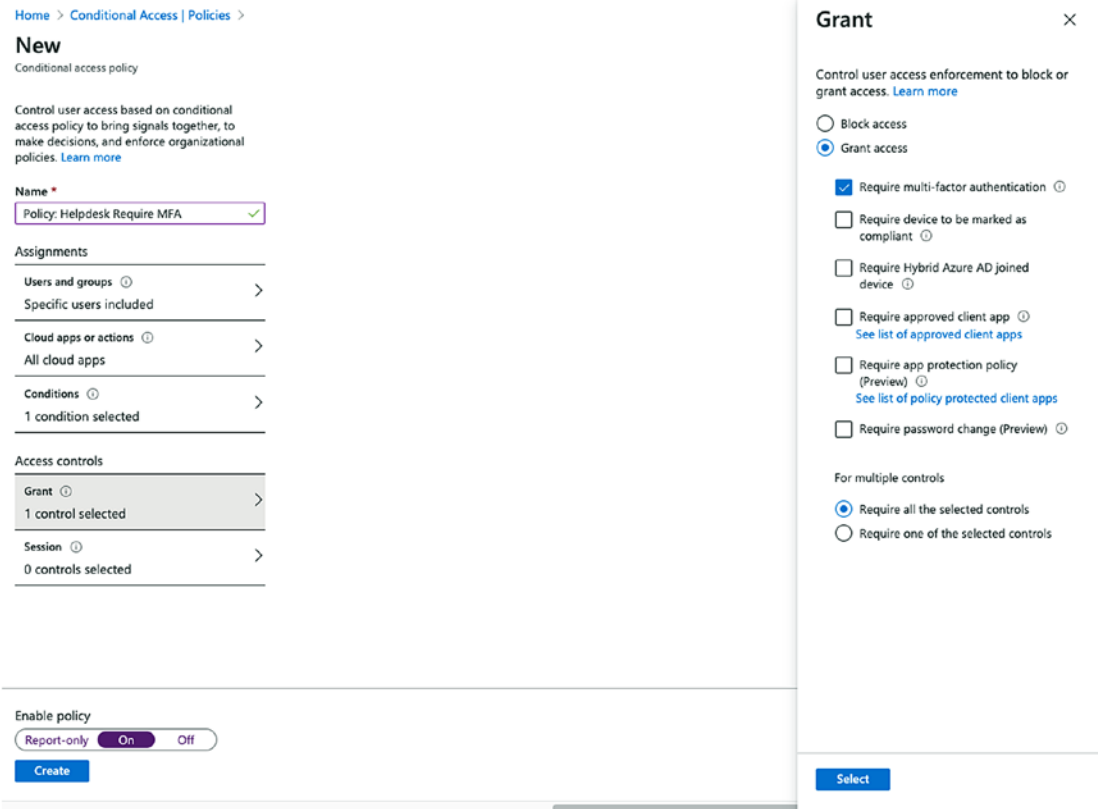 Home > Conditional Access | Policies >
New
Conditional access policy
Control user access based on conditional
access policy to bring signals together, to
make decisions, and enforce organizational
policies. Learn more
Name *
Policy: Helpdesk Require MFA
Assignments
Users and groups
Specific users included
Cloud apps or actions
All cloud apps
Conditions
1 condition selected
Access controls
Grant
1 control selected
Session
0 controls selected
Enable policy
Report-only On Off
Create
Grant
Control user access enforcement to block or
grant access. Learn more
Block access
Grant access
Require multi-factor authentication
Require device to be marked as
compliant
Require Hybrid Azure AD joined
device
Require approved client app
See list of approved client apps
Require app protection policy
(Preview)
See list of policy protected client apps
Require password change (Preview)
For multiple controls
Require all the selected controls
Require one of the selected controls
Select